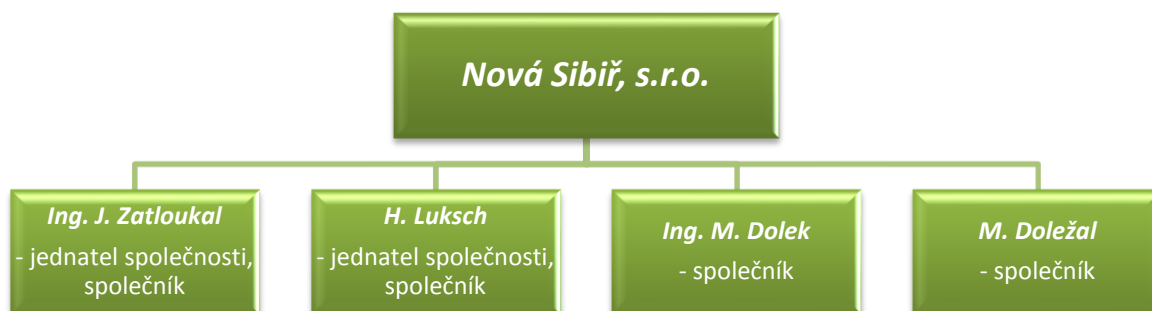 Nová Sibiř, s.r.o.
Ing. J. Zatloukal
- jednatel společnosti,
společník
H. Luksch
- jednatel společnosti,
společník
Ing. M. Dolek
- společník
M. Doležal
- společník